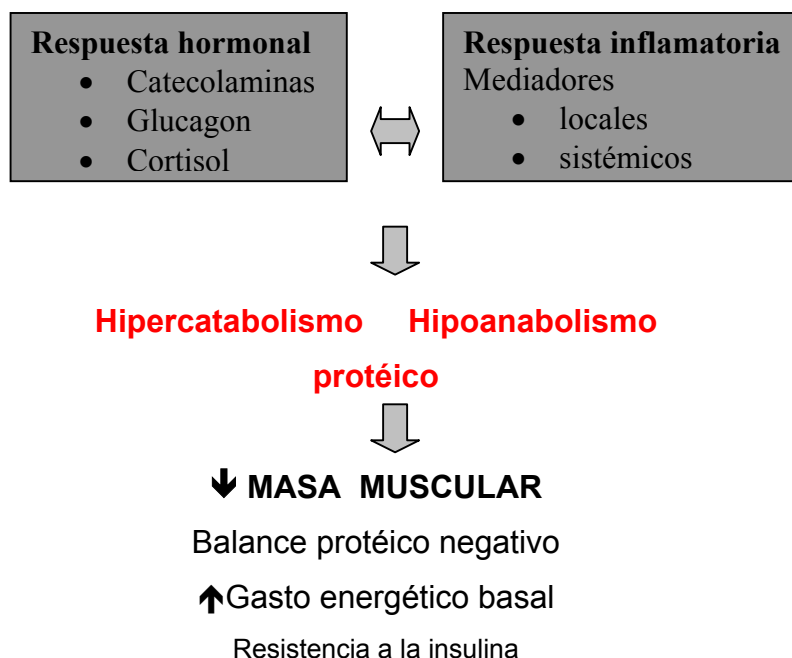 Respuesta hormonal
• Catecolaminas
• Glucagon
• Cortisol
Respuesta inflamatoria
Mediadores
• locales
• sistémicos
Hipercatabolismo Hipoanabolismo
protéico
🡻 MASA MUSCULAR
Balance protéico negativo
🡹Gasto energético basal
Resistencia a la insulina